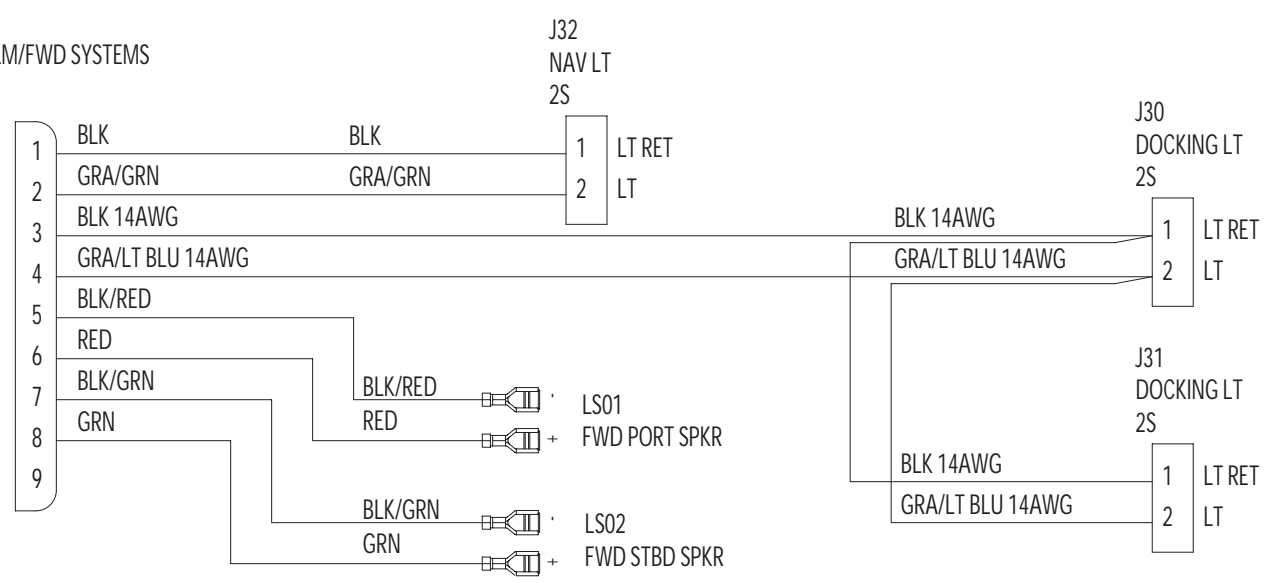 J32
NAV LT
2S
M/FWD SYSTEMS
J30
DOCKING LT
2S
1 BLK BLK 1 LT RET
2 GRA/GRN GRA/GRN 2 LT
3 BLK 14AWG BLK 14AWG 1 LT RET
4 GRA/LT BLU 14AWG GRA/LT BLU 14AWG 2 LT
5 BLK/RED
6 RED
7 BLK/GRN
8 GRN
9
BLK/RED ' LS01
RED + FWD PORT SPKR
BLK/GRN ' LS02
GRN + FWD STBD SPKR
J31
DOCKING LT
2S
BLK 14AWG 1 LT RET
GRA/LT BLU 14AWG 2 LT